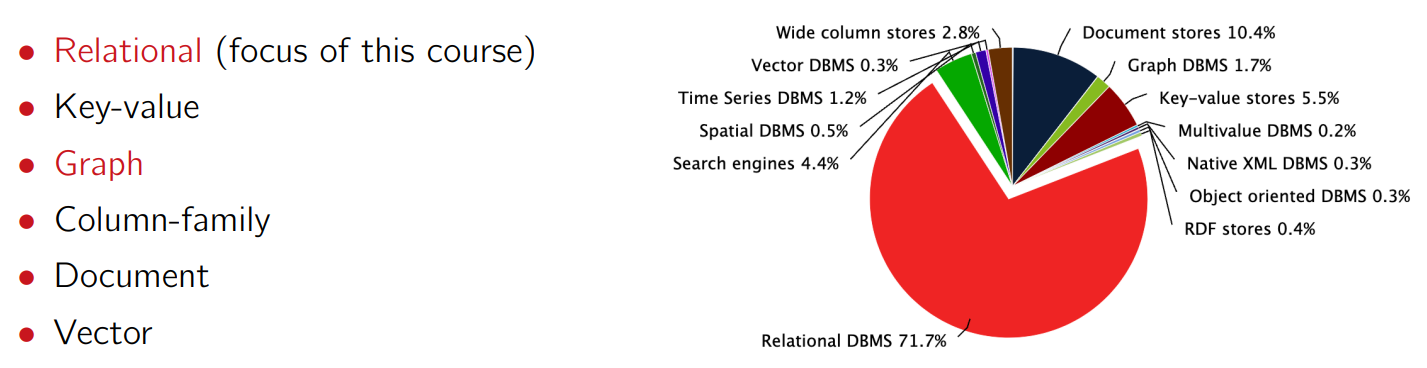 • Relational (focus of this course)
• Key-value
• Graph
• Column-family
• Document
• Vector
Wide column stores 2.8%
Vector DBMS 0.3%
Time Series DBMS 1.2%
Spatial DBMS 0.5%
Search engines 4.4%
Document stores 10.4%
Graph DBMS 1.7%
Key-value stores 5.5%
Multivalue DBMS 0.2%
Native XML DBMS 0.3%
Object oriented DBMS 0.3%
RDF stores 0.4%
Relational DBMS 71.7%